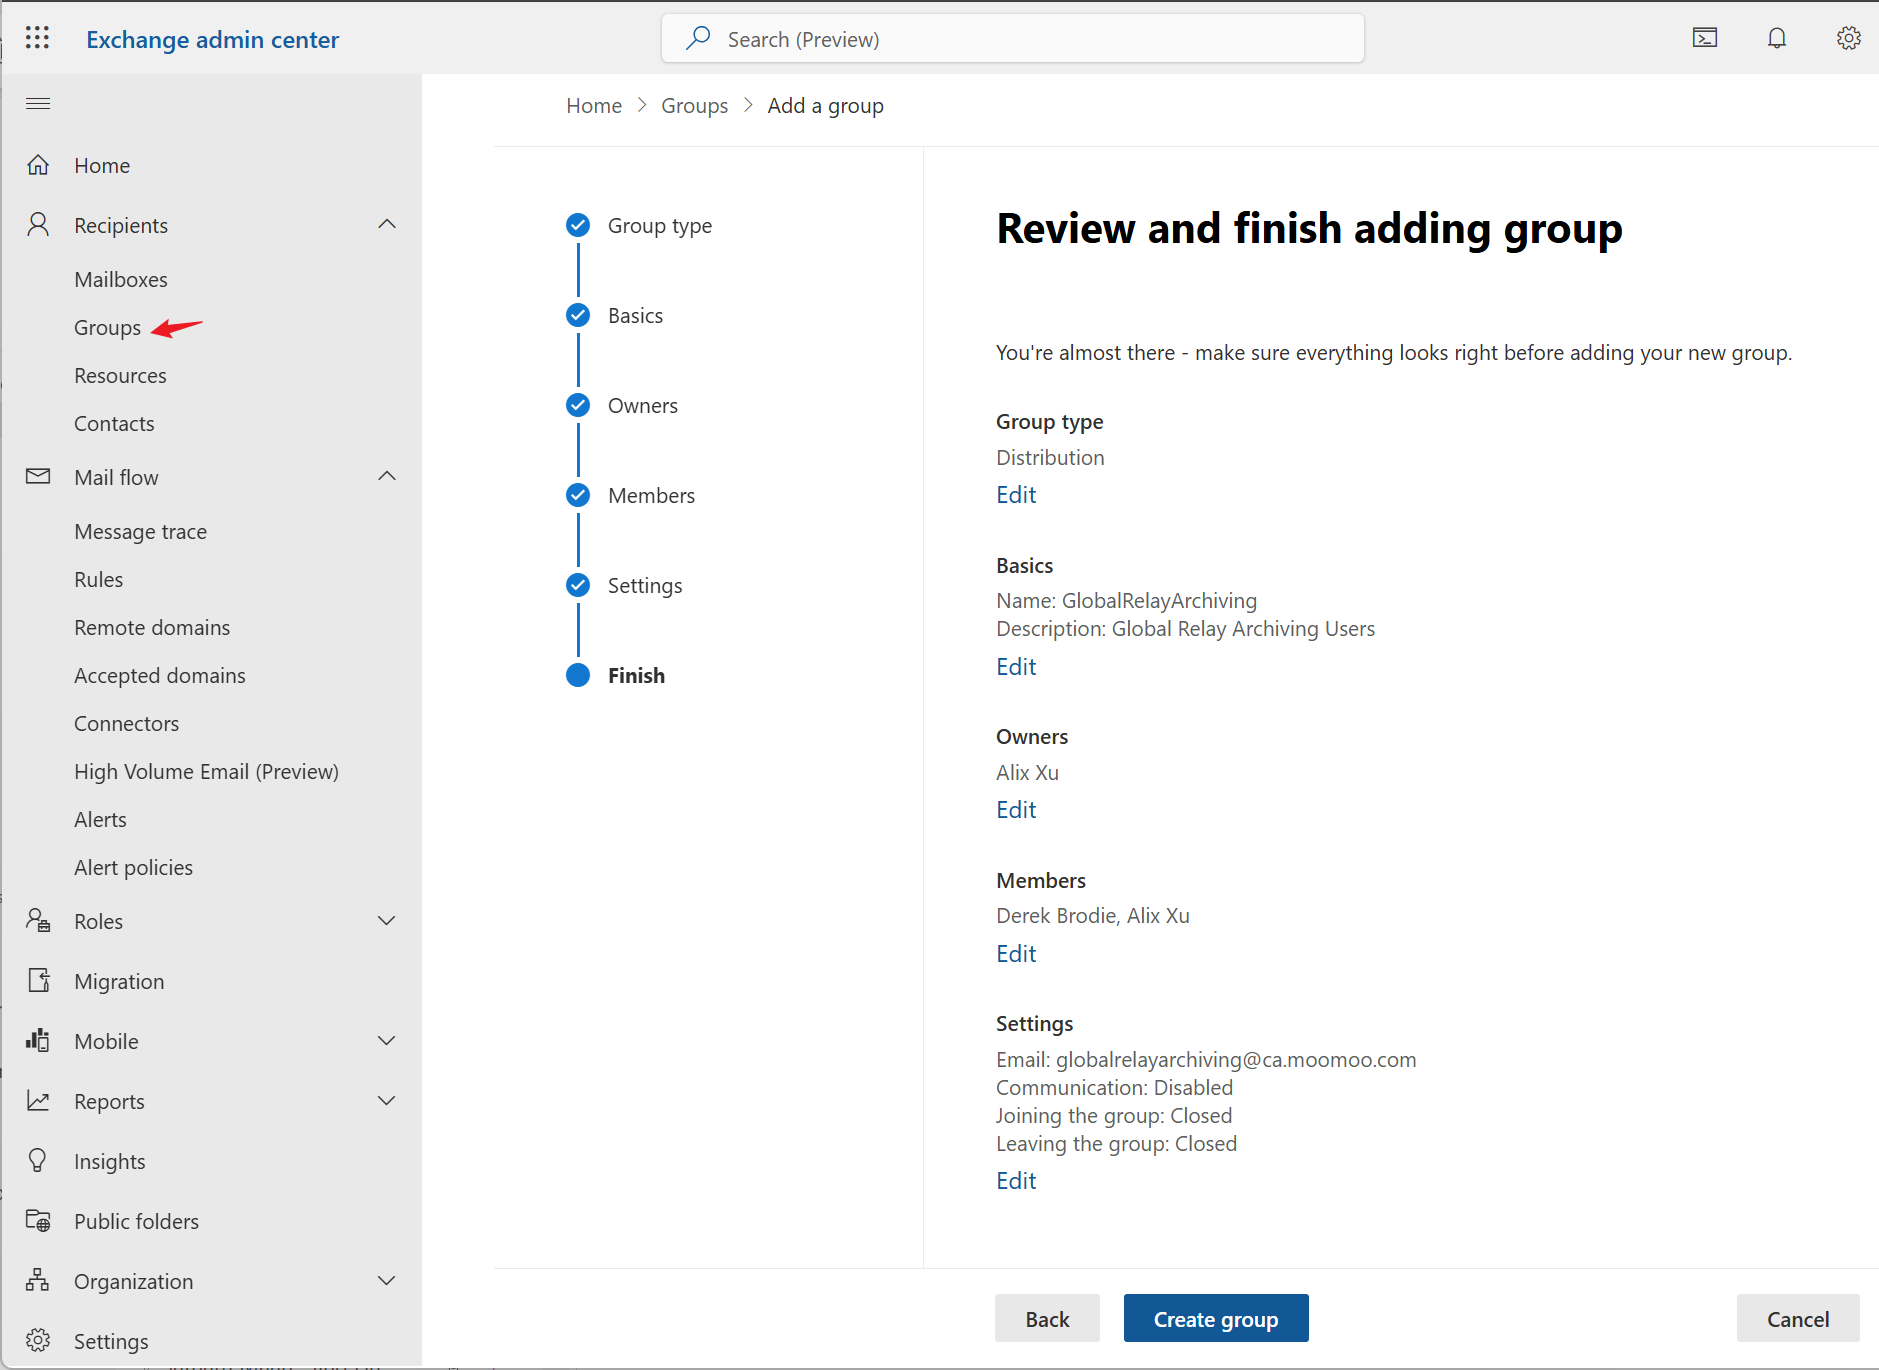 Exchange admin center
Search (Preview)
Home
Recipients
Mailboxes
Groups
Resources
Contacts
Mail flow
Message trace
Rules
Remote domains
Accepted domains
Connectors
High Volume Email (Preview)
Alerts
Alert policies
Roles
Migration
Mobile
Reports
Insights
Public folders
Organization
Settings
Home > Groups > Add a group
Group type
Basics
Owners
Members
Settings
Finish
Review and finish adding group
You're almost there - make sure everything looks right before adding your new group.
Group type
Distribution
Edit
Basics
Name: GlobalRelayArchiving
Description: Global Relay Archiving Users
Edit
Owners
Alix Xu
Edit
Members
Derek Brodie, Alix Xu
Edit
Settings
Email: globalrelayarchiving@ca.moomoo.com
Communication: Disabled
Joining the group: Closed
Leaving the group: Closed
Edit
Back
Create group
Cancel